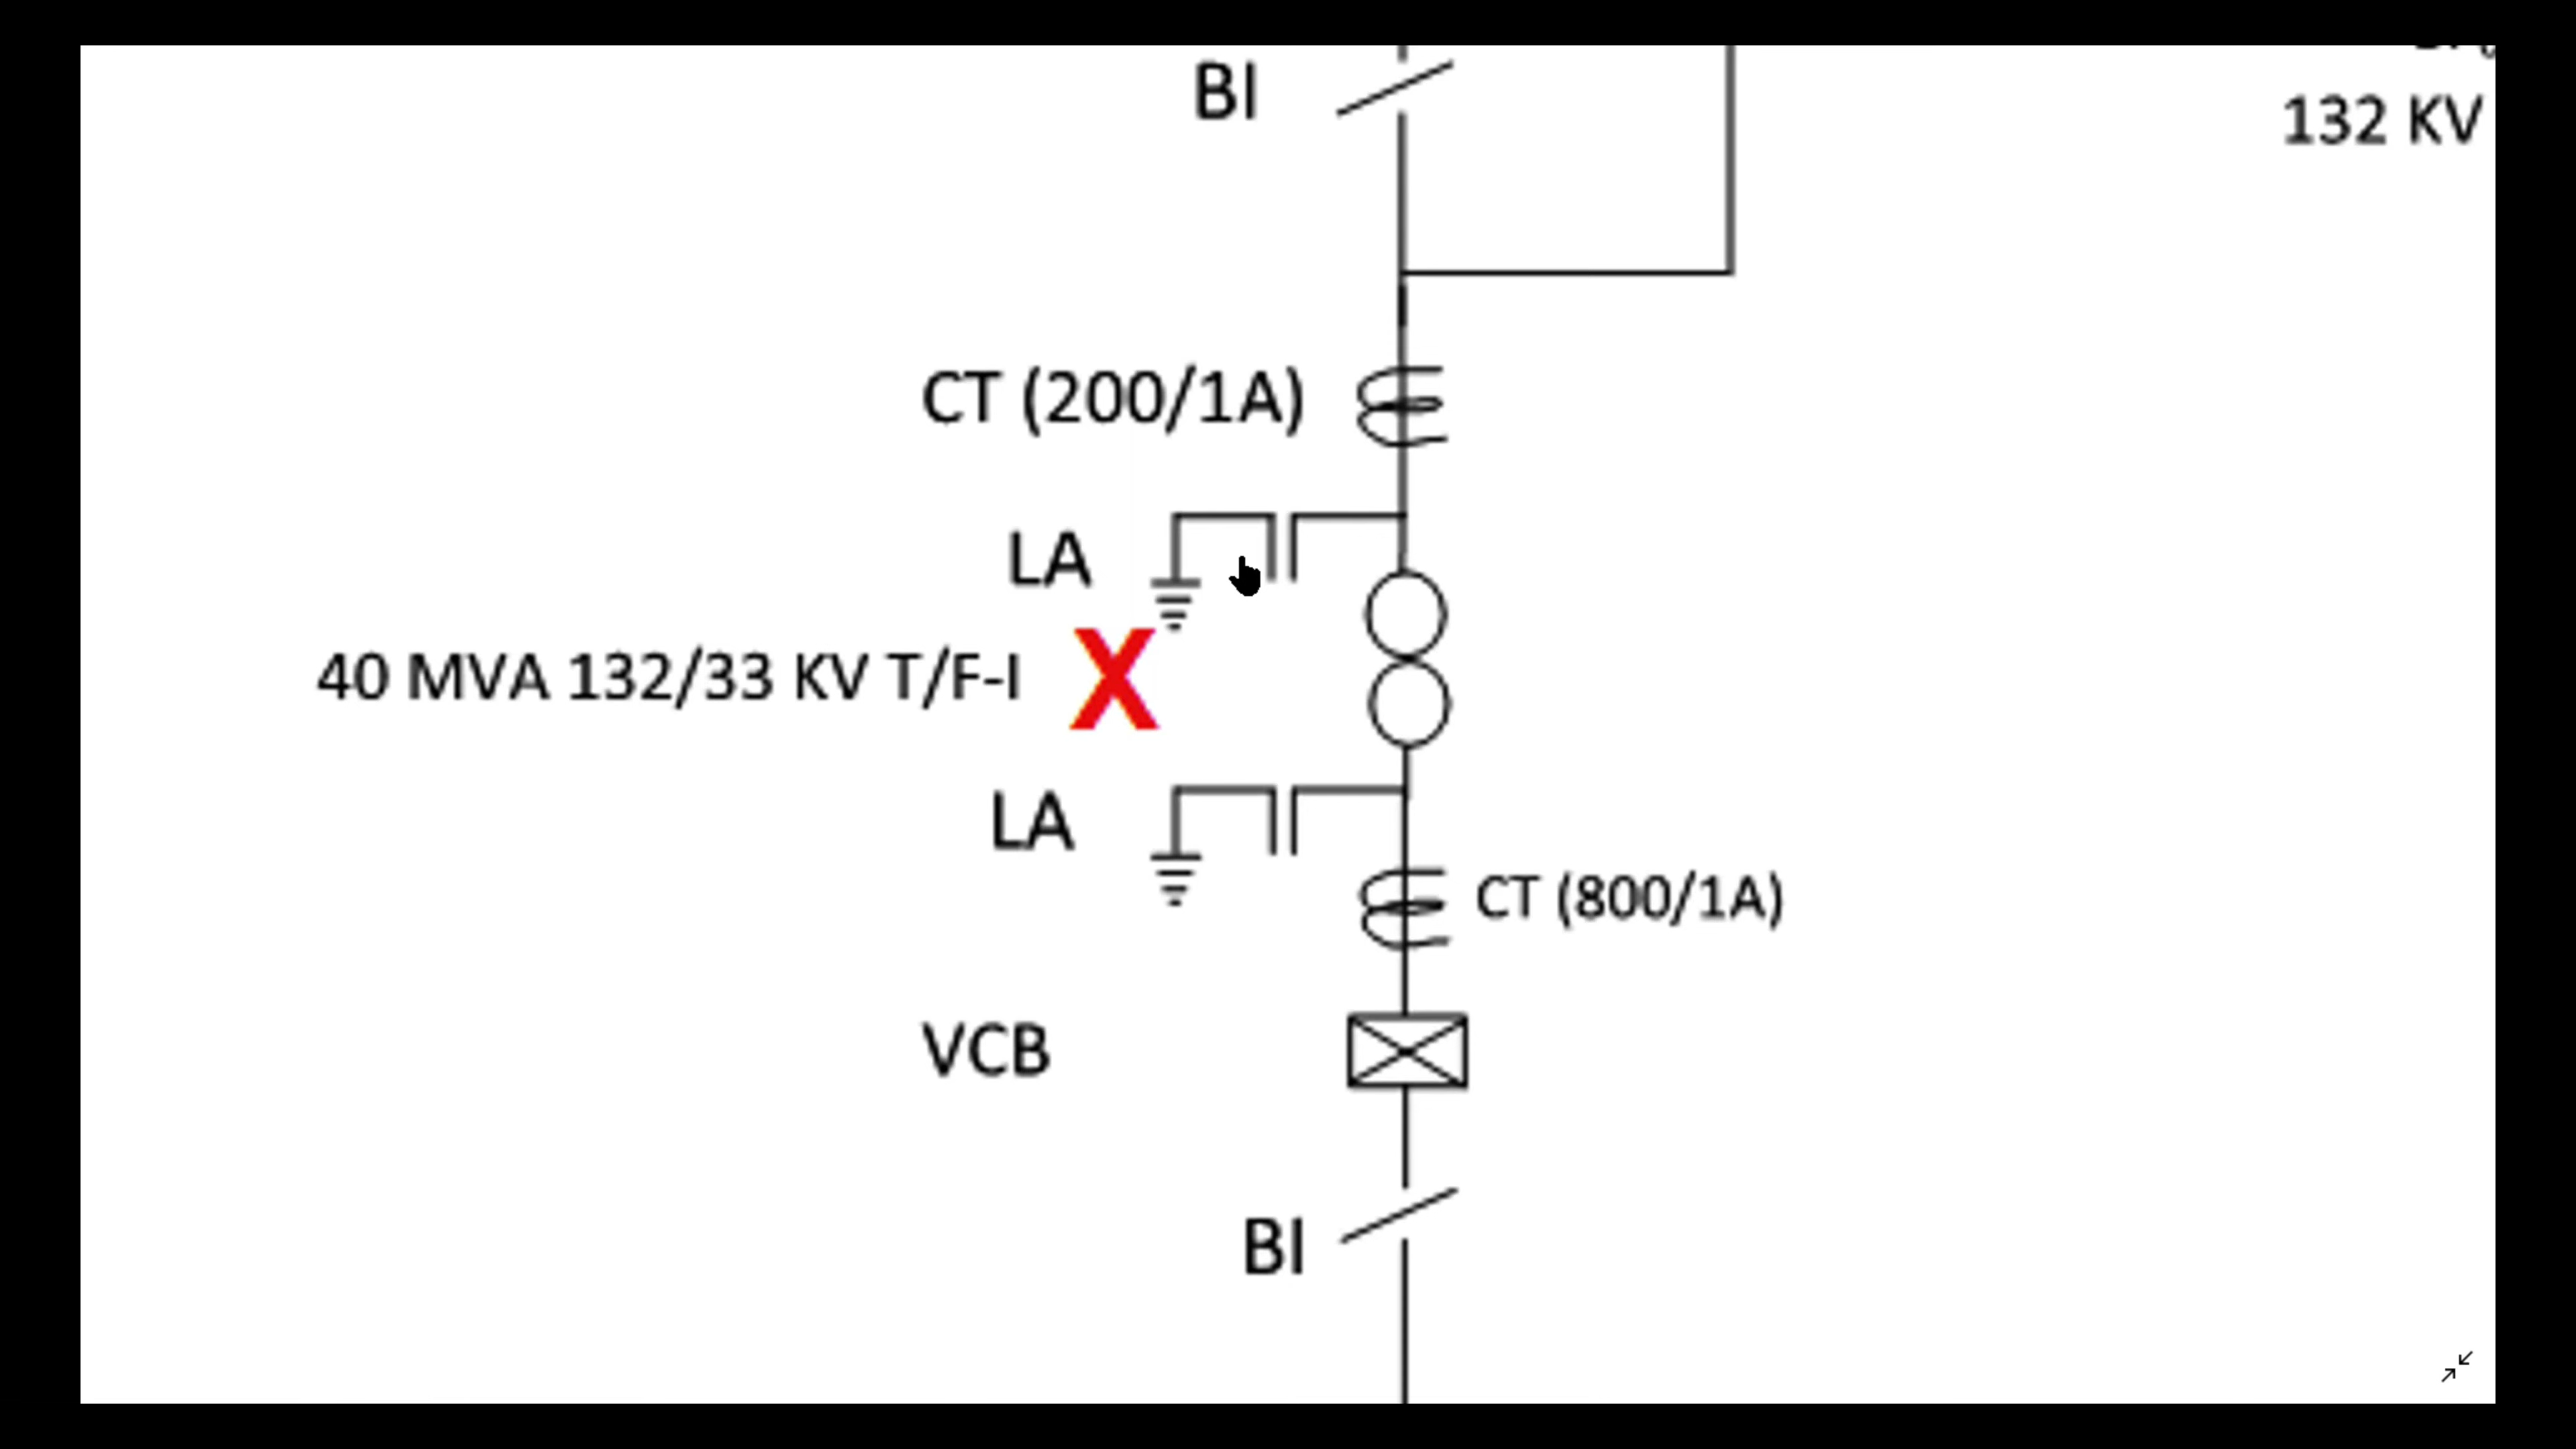 BI
132 KV
CT (200/1A)
LA
40 MVA 132/33 KV T/F-I X
LA
CT (800/1A)
VCB
BI